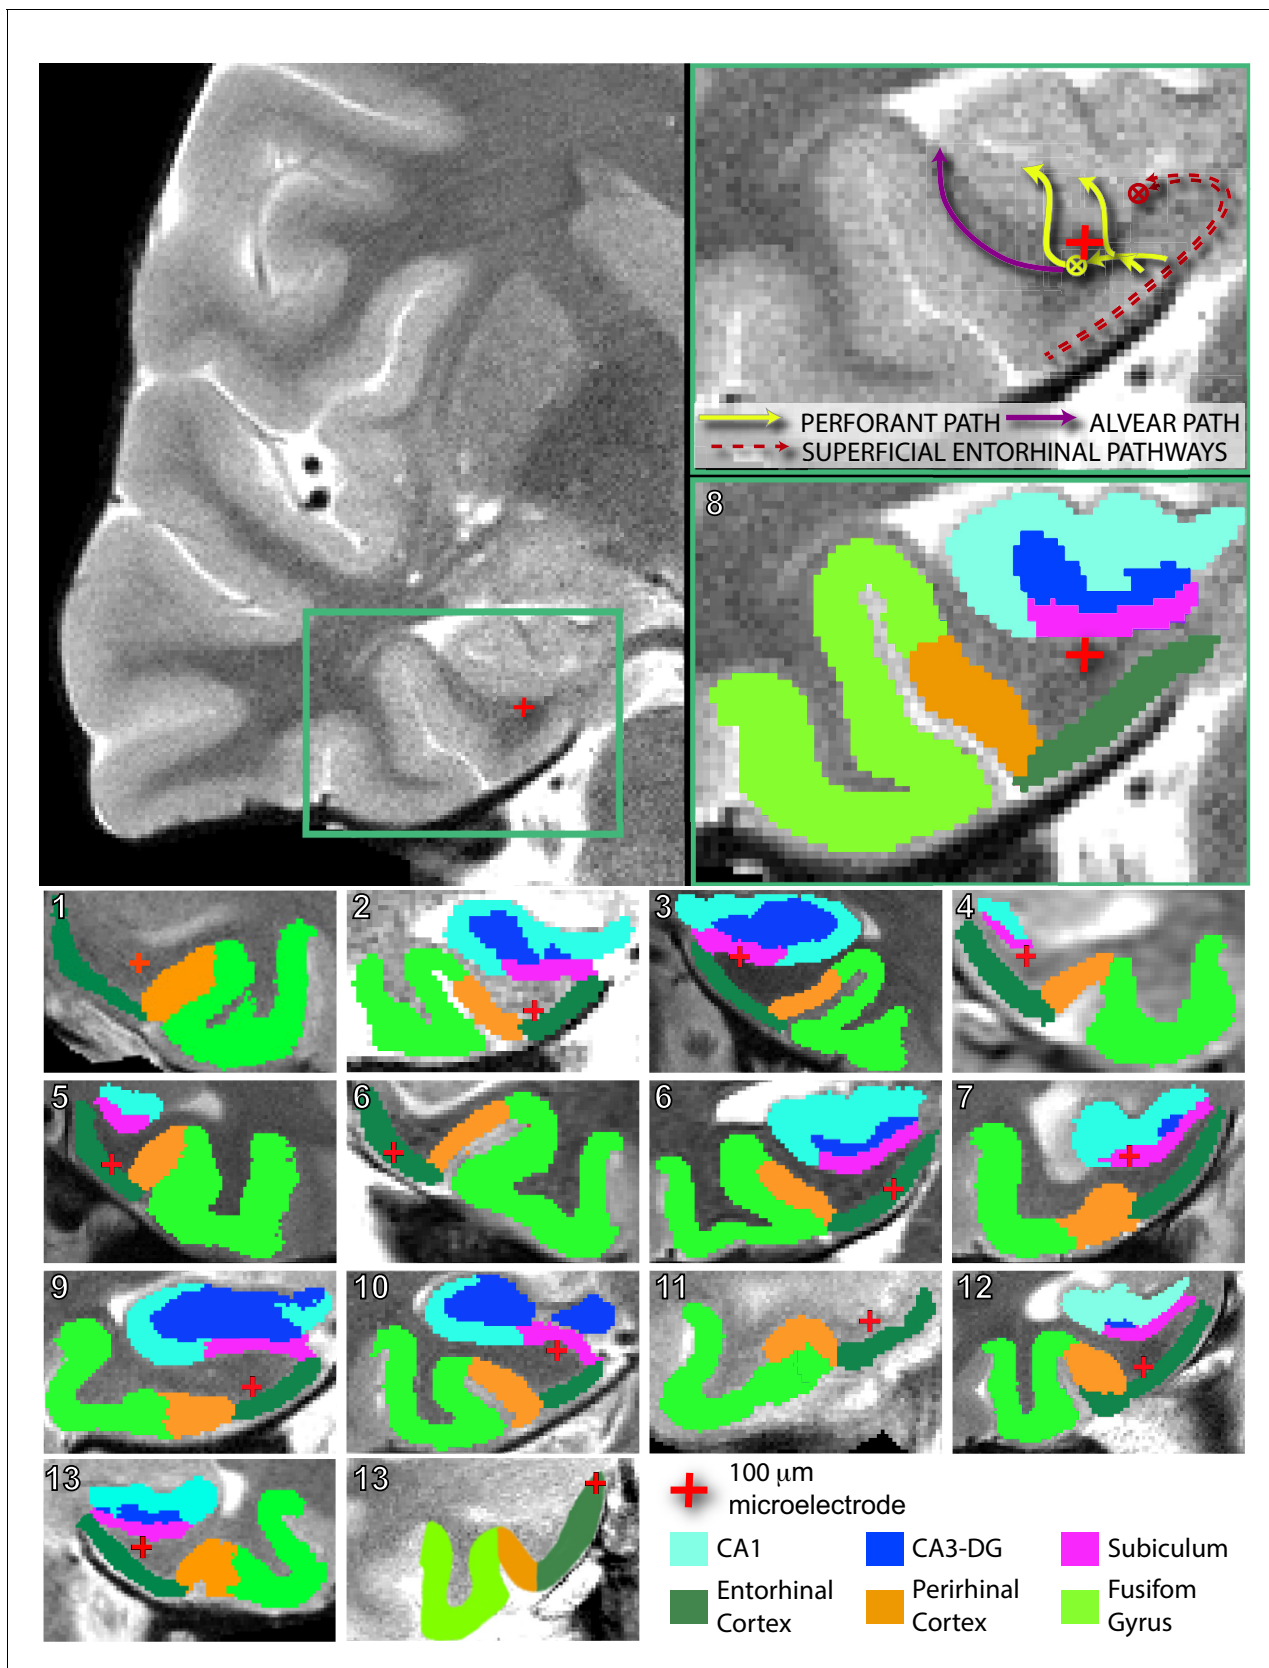 PERFORANT PATH
ALVEAR PATH
SUPERFICIAL ENTORHINAL PATHWAYS
8
1
2
3
4
5
6
6
7
9
10
11
12
13
13
100 μm
microelectrode
CA1
CA3-DG
Subiculum
Entorhinal
Cortex
Perirhinal
Cortex
Fusifom
Gyrus